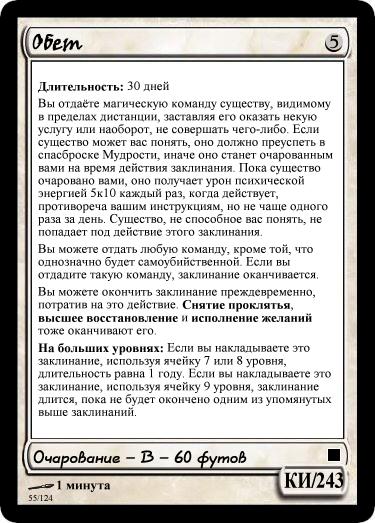 Обет 5
Длительность: 30 дней
Вы отдаёте магическую команду существу, видимому
в пределах дистанции, заставляя его оказать некую
услугу или наоборот, не совершать чего-либо. Если
существо может вас понять, оно должно преуспеть в
спасброске Мудрости, иначе оно станет очарованным
вами на время действия заклинания. Пока существо
очаровано вами, оно получает урон психической
энергией 5к10 каждый раз, когда действует,
противореча вашим инструкциям, но не чаще одного
раза за день. Существо, не способное вас понять, не
попадает под действие этого заклинания.
Вы можете отдать любую команду, кроме той, что
однозначно будет самоубийственной. Если вы
отдадите такую команду, заклинание оканчивается.
Вы можете окончить заклинание преждевременно,
потратив на это действие. Снятие проклятья,
высшее восстановление и исполнение желаний
тоже оканчивают его.
На больших уровнях: Если вы накладываете это
заклинание, используя ячейку 7 или 8 уровня,
длительность равна 1 году. Если вы накладываете это
заклинание, используя ячейку 9 уровня, заклинание
длится, пока не будет окончено одним из упомянутых
выше заклинаний.
Очарование – В – 60 футов
КИ/243
1 минута
55/124